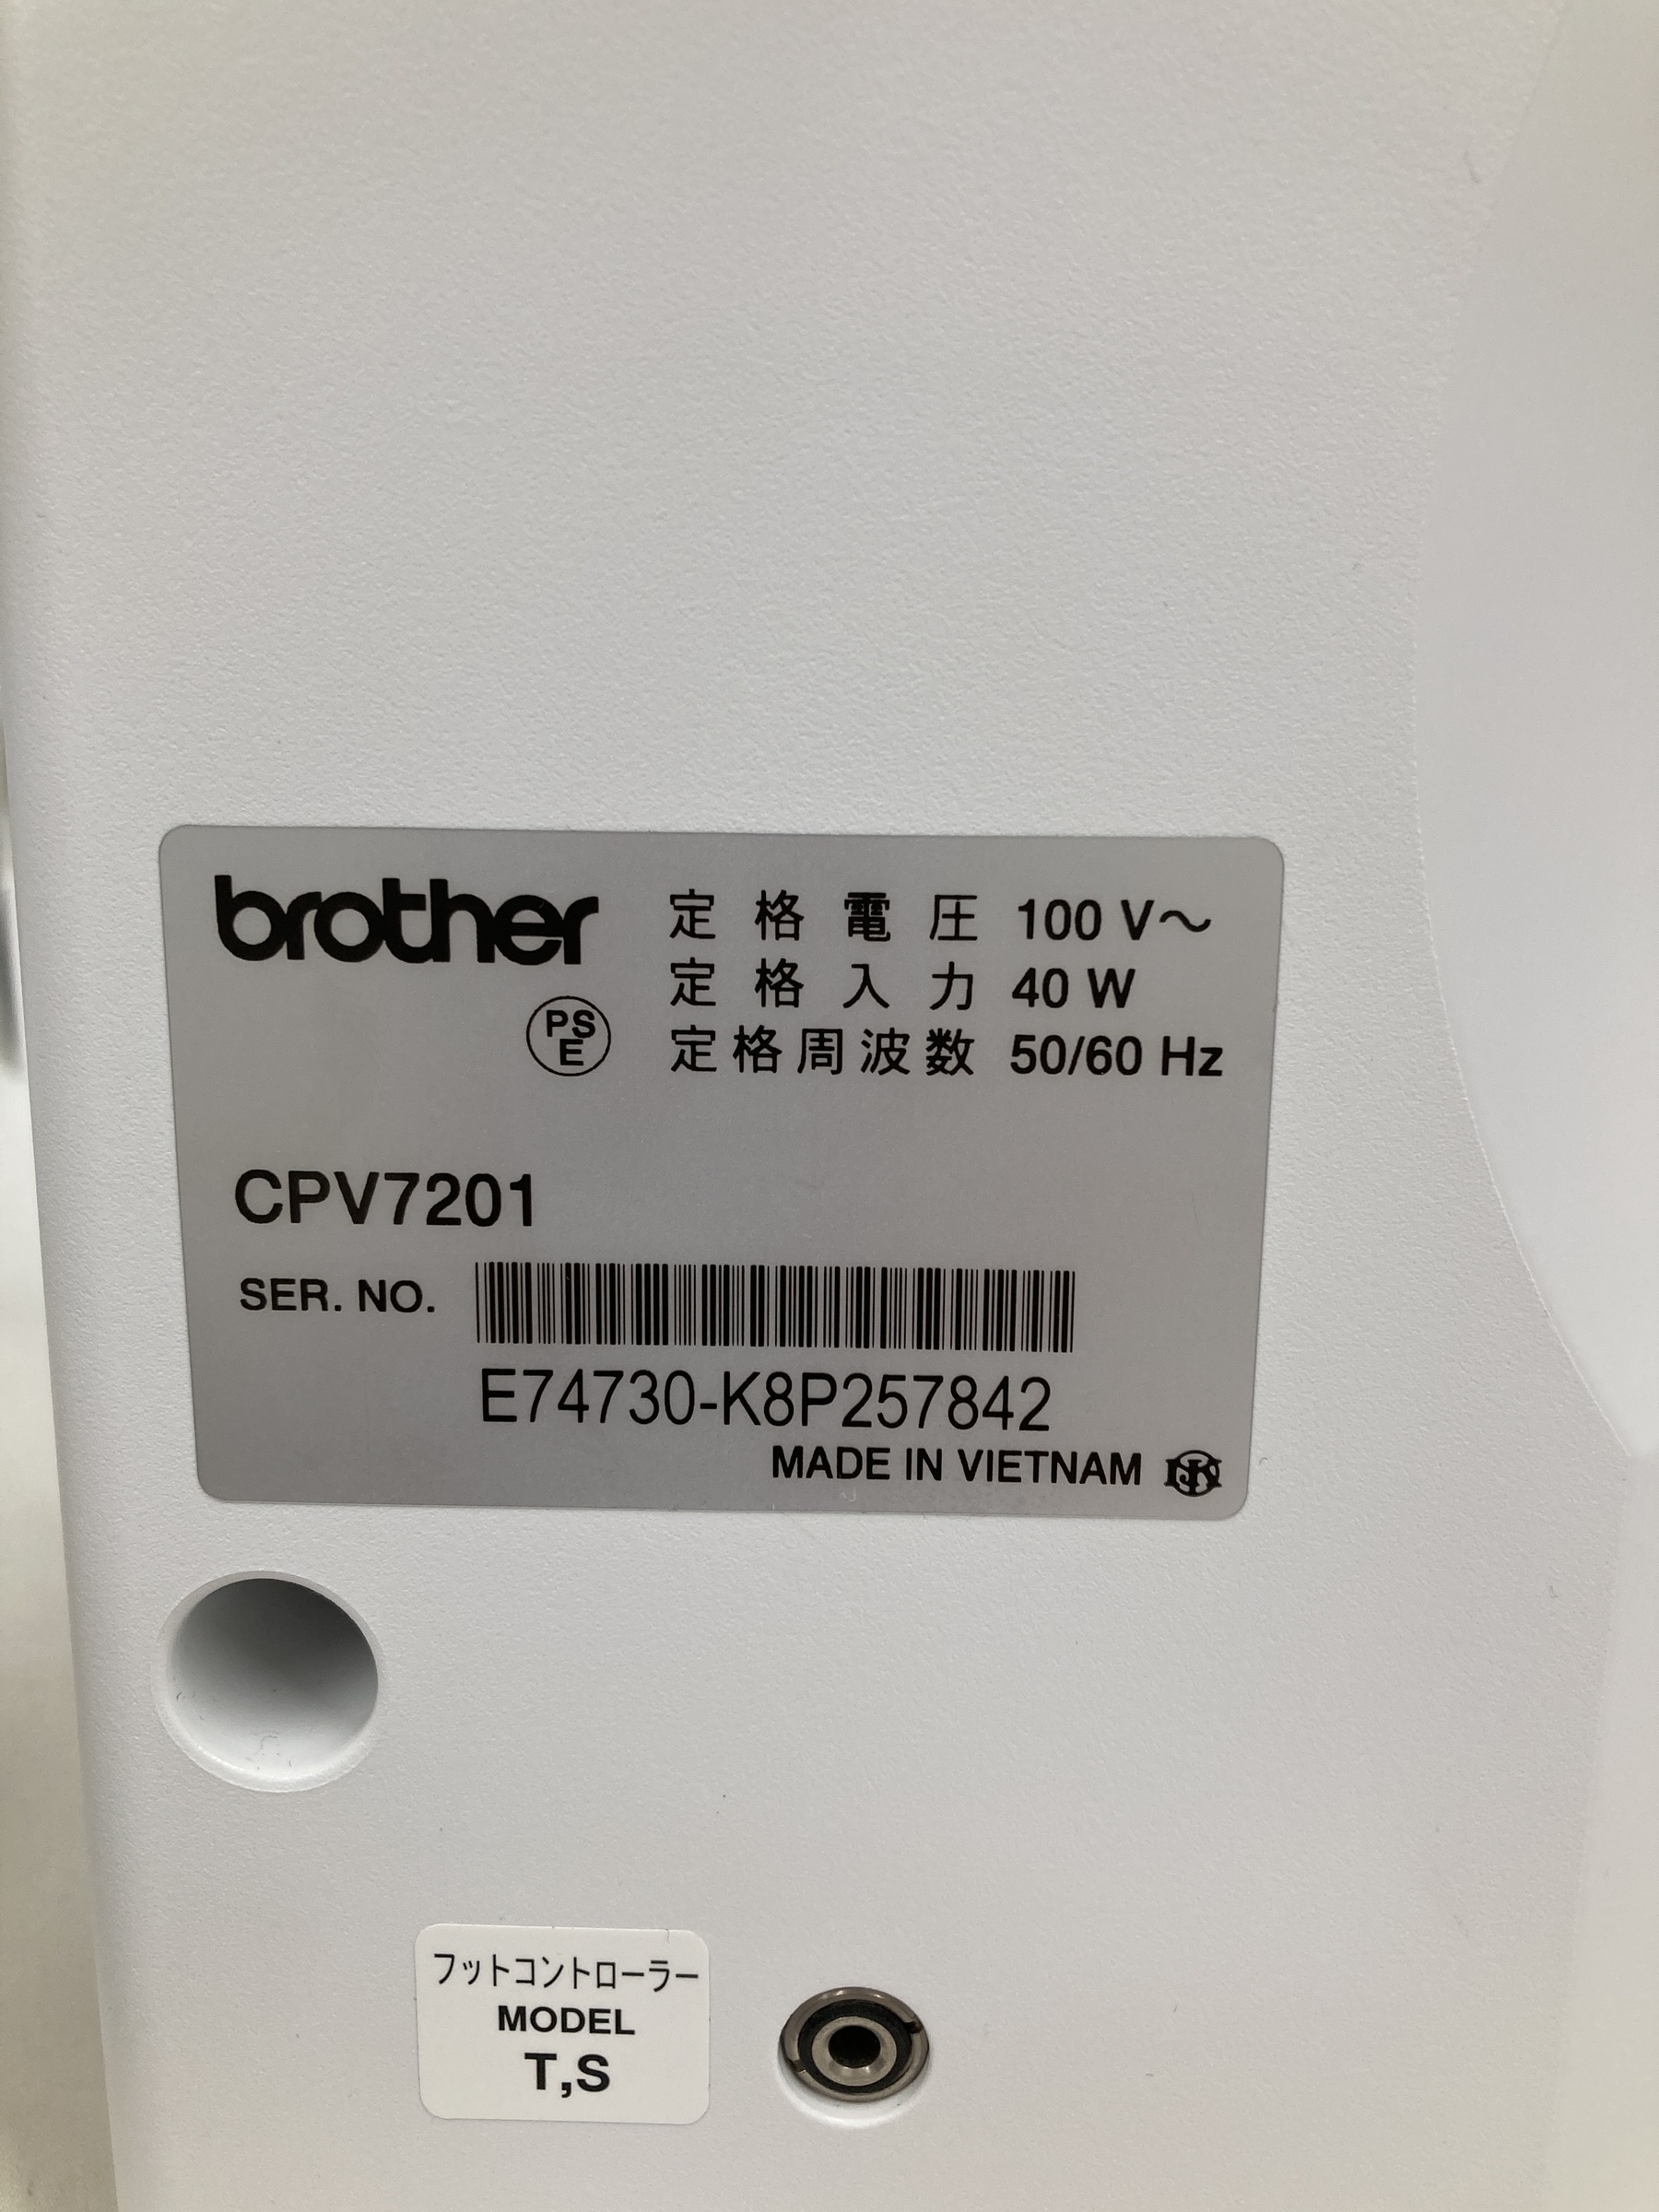 brother
定格電圧 100 V～
定格入力 40 W
定格周波数 50/60 Hz
PS
E
CPV7201
SER. NO.
E74730-K8P257842
MADE IN VIETNAM
フットコントローラー
MODEL
T,S